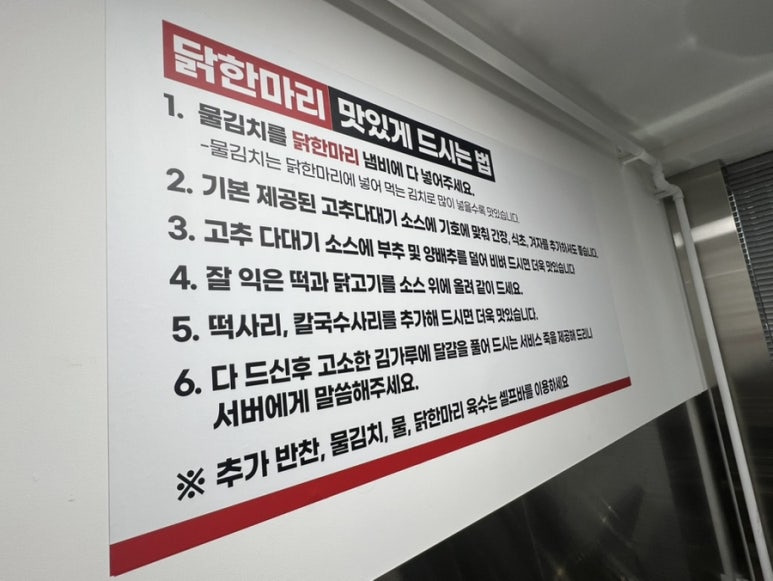 닭한마리 맛있게 드시는 법
1. 물김치를 닭한마리 냄비에 다 넣어주세요.
-물김치는 닭한마리에 넣어 먹는 김치로 많이 넣을수록 맛있습니다.
2. 기본 제공된 고추다대기 소스에 기호에 맞춰 간장, 식초, 겨자를 추가하셔도 좋습니다.
3. 고추 다대기 소스에 부추 및 양배추를 덜어 비벼 드시면 더욱 맛있습니다
4. 잘 익은 떡과 닭고기를 소스 위에 올려 같이 드세요.
5. 떡사리, 칼국수사리를 추가해 드시면 더욱 맛있습니다.
6. 다 드신후 고소한 김가루에 달걀을 풀어 드시는 서비스 죽을 제공해 드리니
서버에게 말씀해주세요.
※ 추가 반찬, 물김치, 물, 닭한마리 육수는 셀프바를 이용하세요